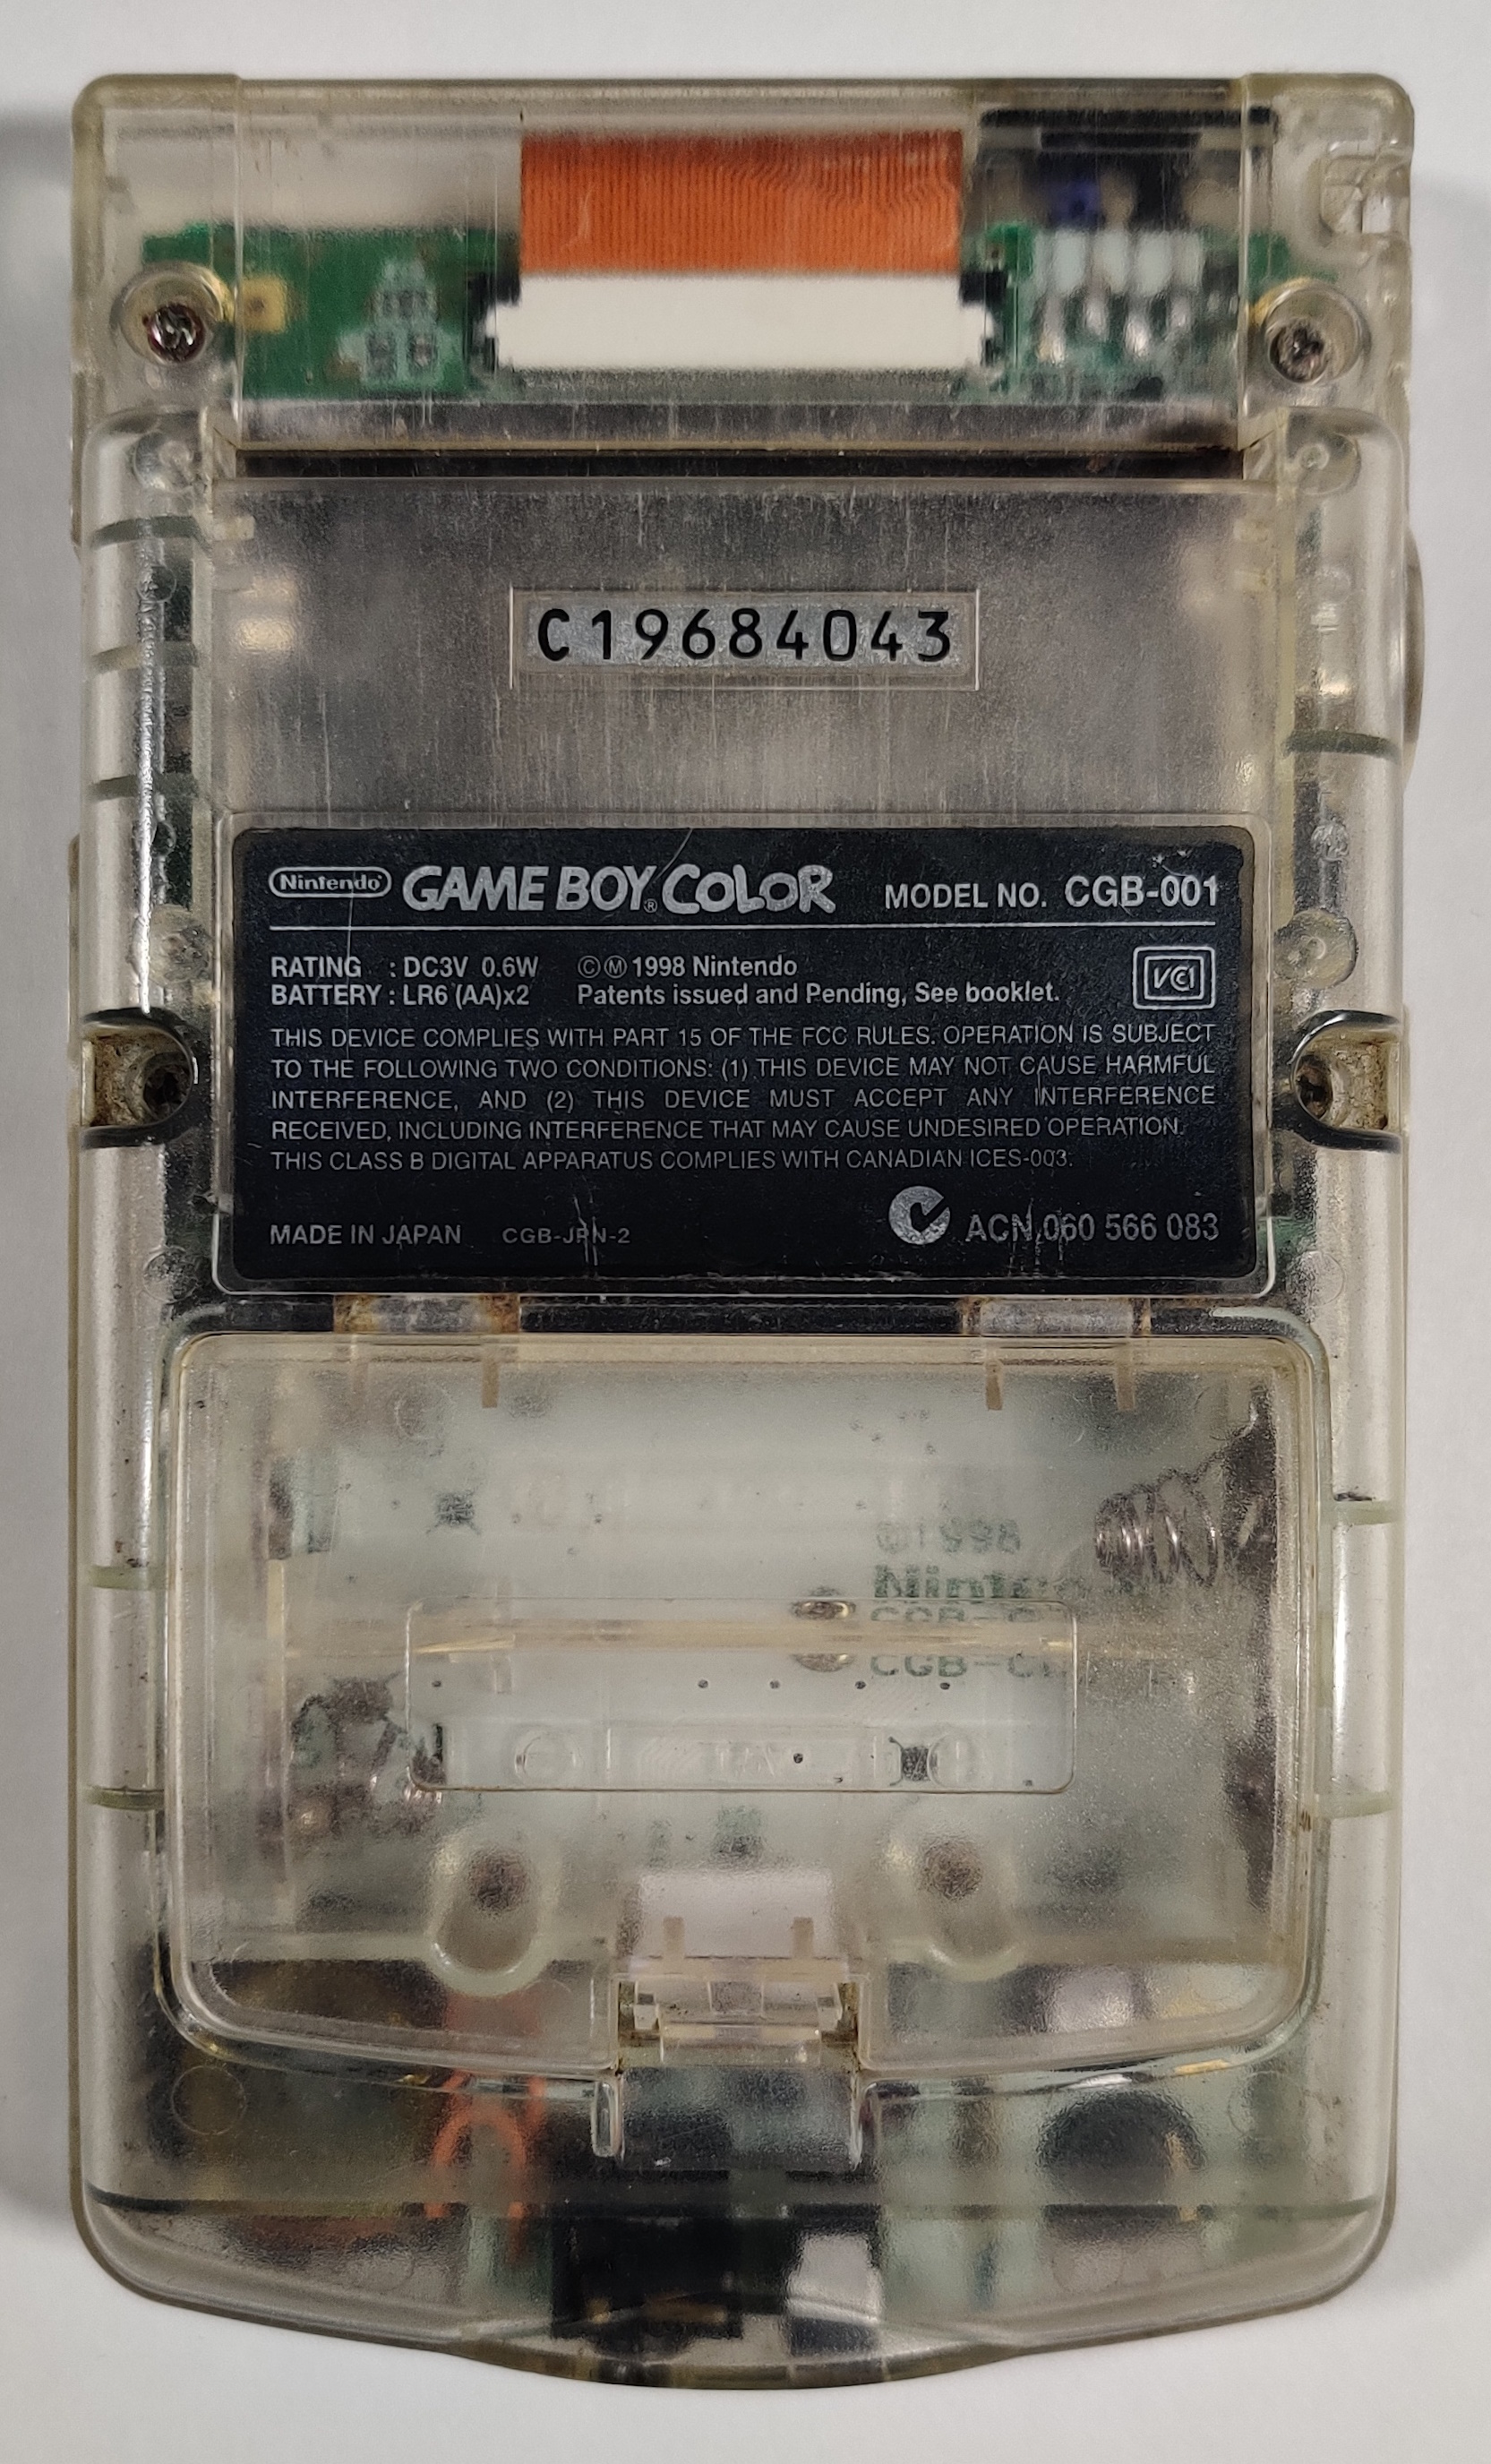 C19684043
Nintendo GAME BOY® COLOR MODEL NO. CGB-001
RATING : DC3V 0.6W ©Ⓜ 1998 Nintendo
BATTERY : LR6 (AA)x2 Patents issued and Pending, See booklet.
VCI
THIS DEVICE COMPLIES WITH PART 15 OF THE FCC RULES. OPERATION IS SUBJECT
TO THE FOLLOWING TWO CONDITIONS: (1) THIS DEVICE MAY NOT CAUSE HARMFUL
INTERFERENCE, AND (2) THIS DEVICE MUST ACCEPT ANY INTERFERENCE
RECEIVED, INCLUDING INTERFERENCE THAT MAY CAUSE UNDESIRED OPERATION.
THIS CLASS B DIGITAL APPARATUS COMPLIES WITH CANADIAN ICES-003.
MADE IN JAPAN CGB-JPN-2 ACN 060 566 083
©1998